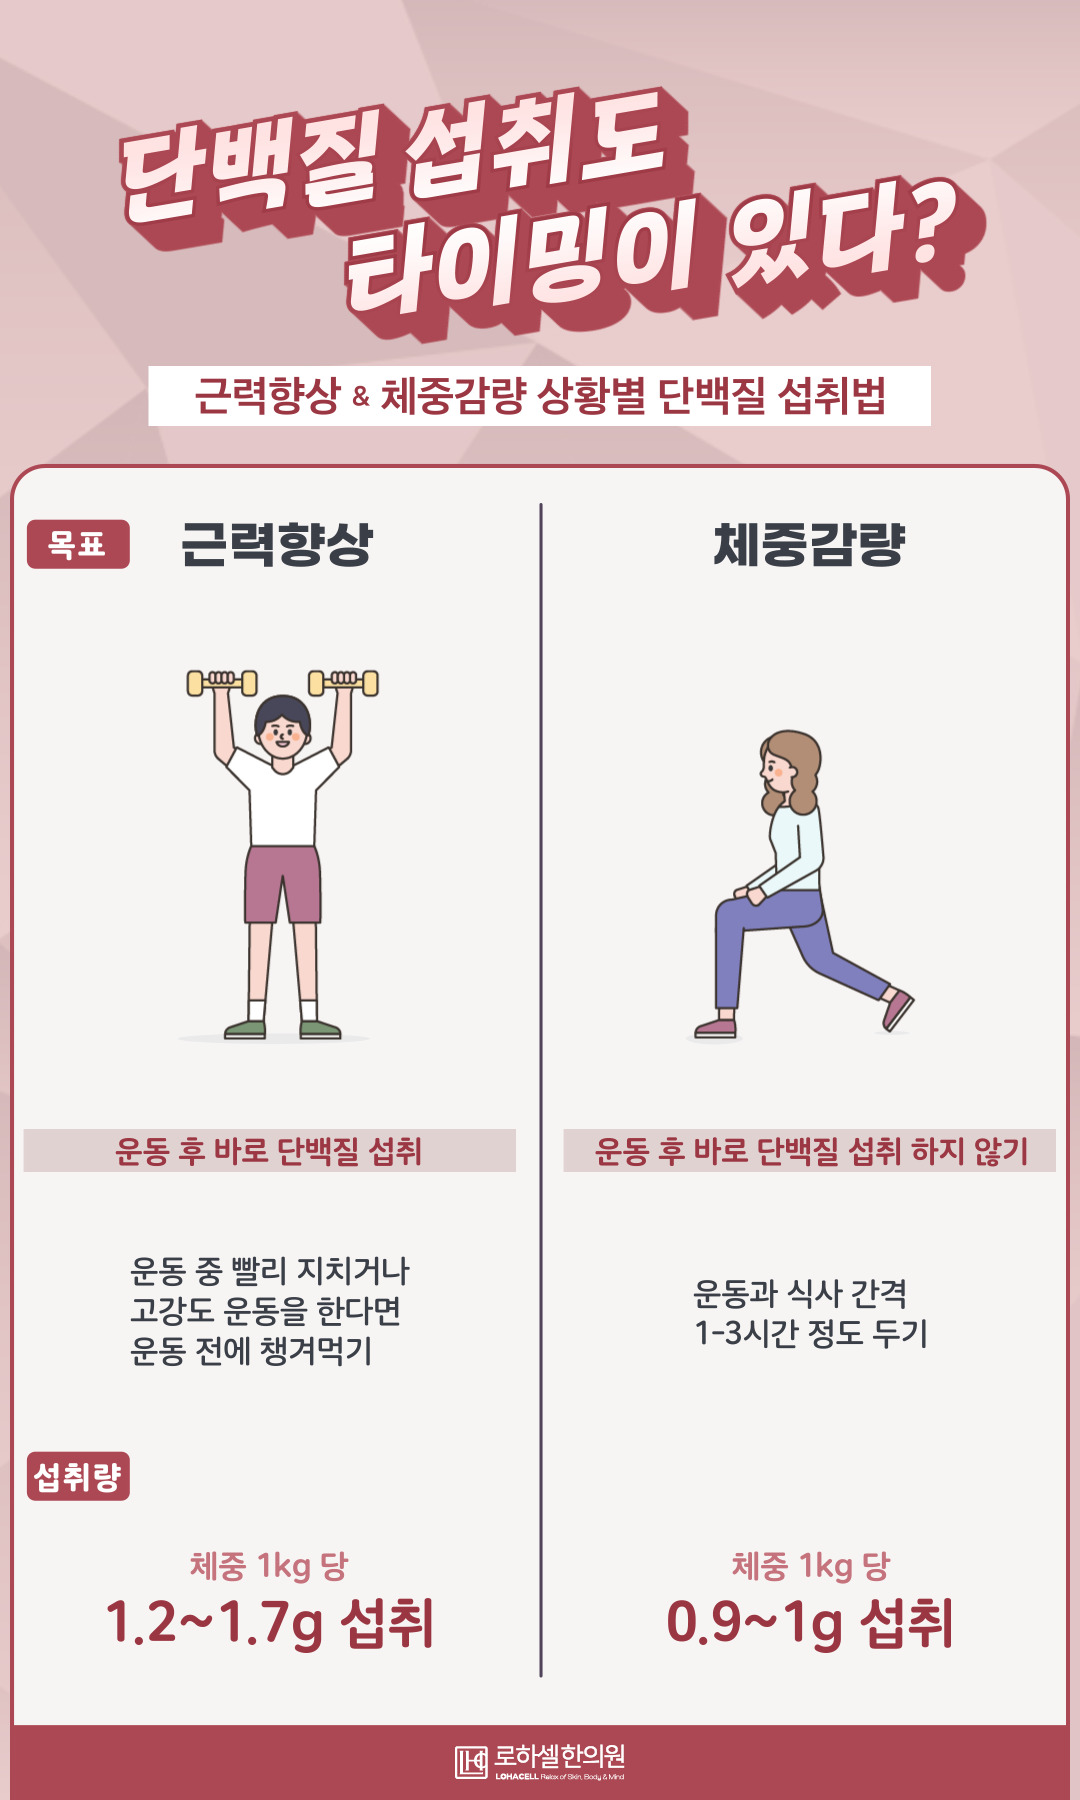 단백질 섭취도
타이밍이 있다?
근력향상 & 체중감량 상황별 단백질 섭취법
목표
근력향상
체중감량
운동 후 바로 단백질 섭취
운동 중 빨리 지치거나
고강도 운동을 한다면
운동 전에 챙겨먹기
운동 후 바로 단백질 섭취 하지 않기
운동과 식사 간격
1-3시간 정도 두기
섭취량
체중 1kg 당
1.2~1.7g 섭취
체중 1kg 당
0.9~1g 섭취
로하셀한의원
LOHACELL Relax of Skin, Body & Mind